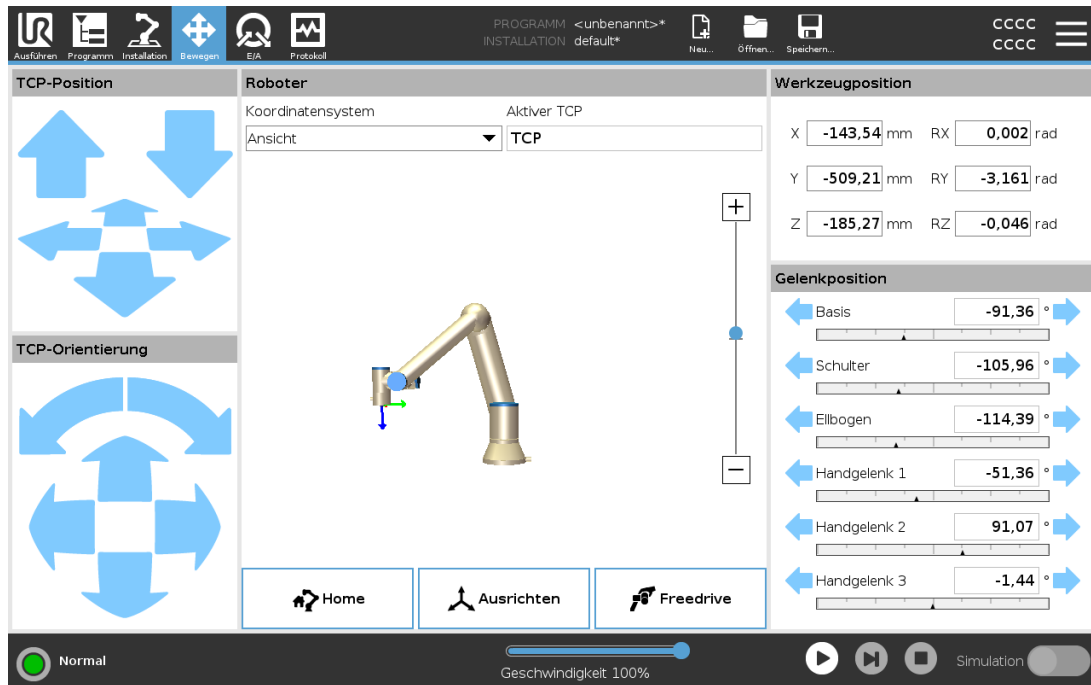 UR
PROGRAMM <unbenannt>*
INSTALLATION default*
CCCC
CCCC
Ausführen Programm Installation Bewegen E/A Protokoll Neu... Öffnen... Speichern...
TCP-Position
Roboter
Werkzeugposition
Koordinatensystem Aktiver TCP
Ansicht TCP
X -143,54 mm RX 0,002 rad
Y -509,21 mm RY -3,161 rad
Z -185,27 mm RZ -0,046 rad
+
−
TCP-Orientierung
Gelenkposition
Basis -91,36 °
Schulter -105,96 °
Ellbogen -114,39 °
Handgelenk 1 -51,36 °
Handgelenk 2 91,07 °
Handgelenk 3 -1,44 °
Home Ausrichten Freedrive
Normal
Geschwindigkeit 100%
Simulation